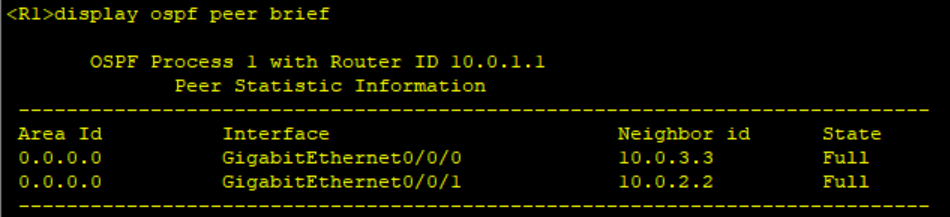 <R1>display ospf peer brief
OSPF Process 1 with Router ID 10.0.1.1
Peer Statistic Information
----------------------------------------------------------------------------
Area Id Interface Neighbor id State
0.0.0.0 GigabitEthernet0/0/0 10.0.3.3 Full
0.0.0.0 GigabitEthernet0/0/1 10.0.2.2 Full
----------------------------------------------------------------------------